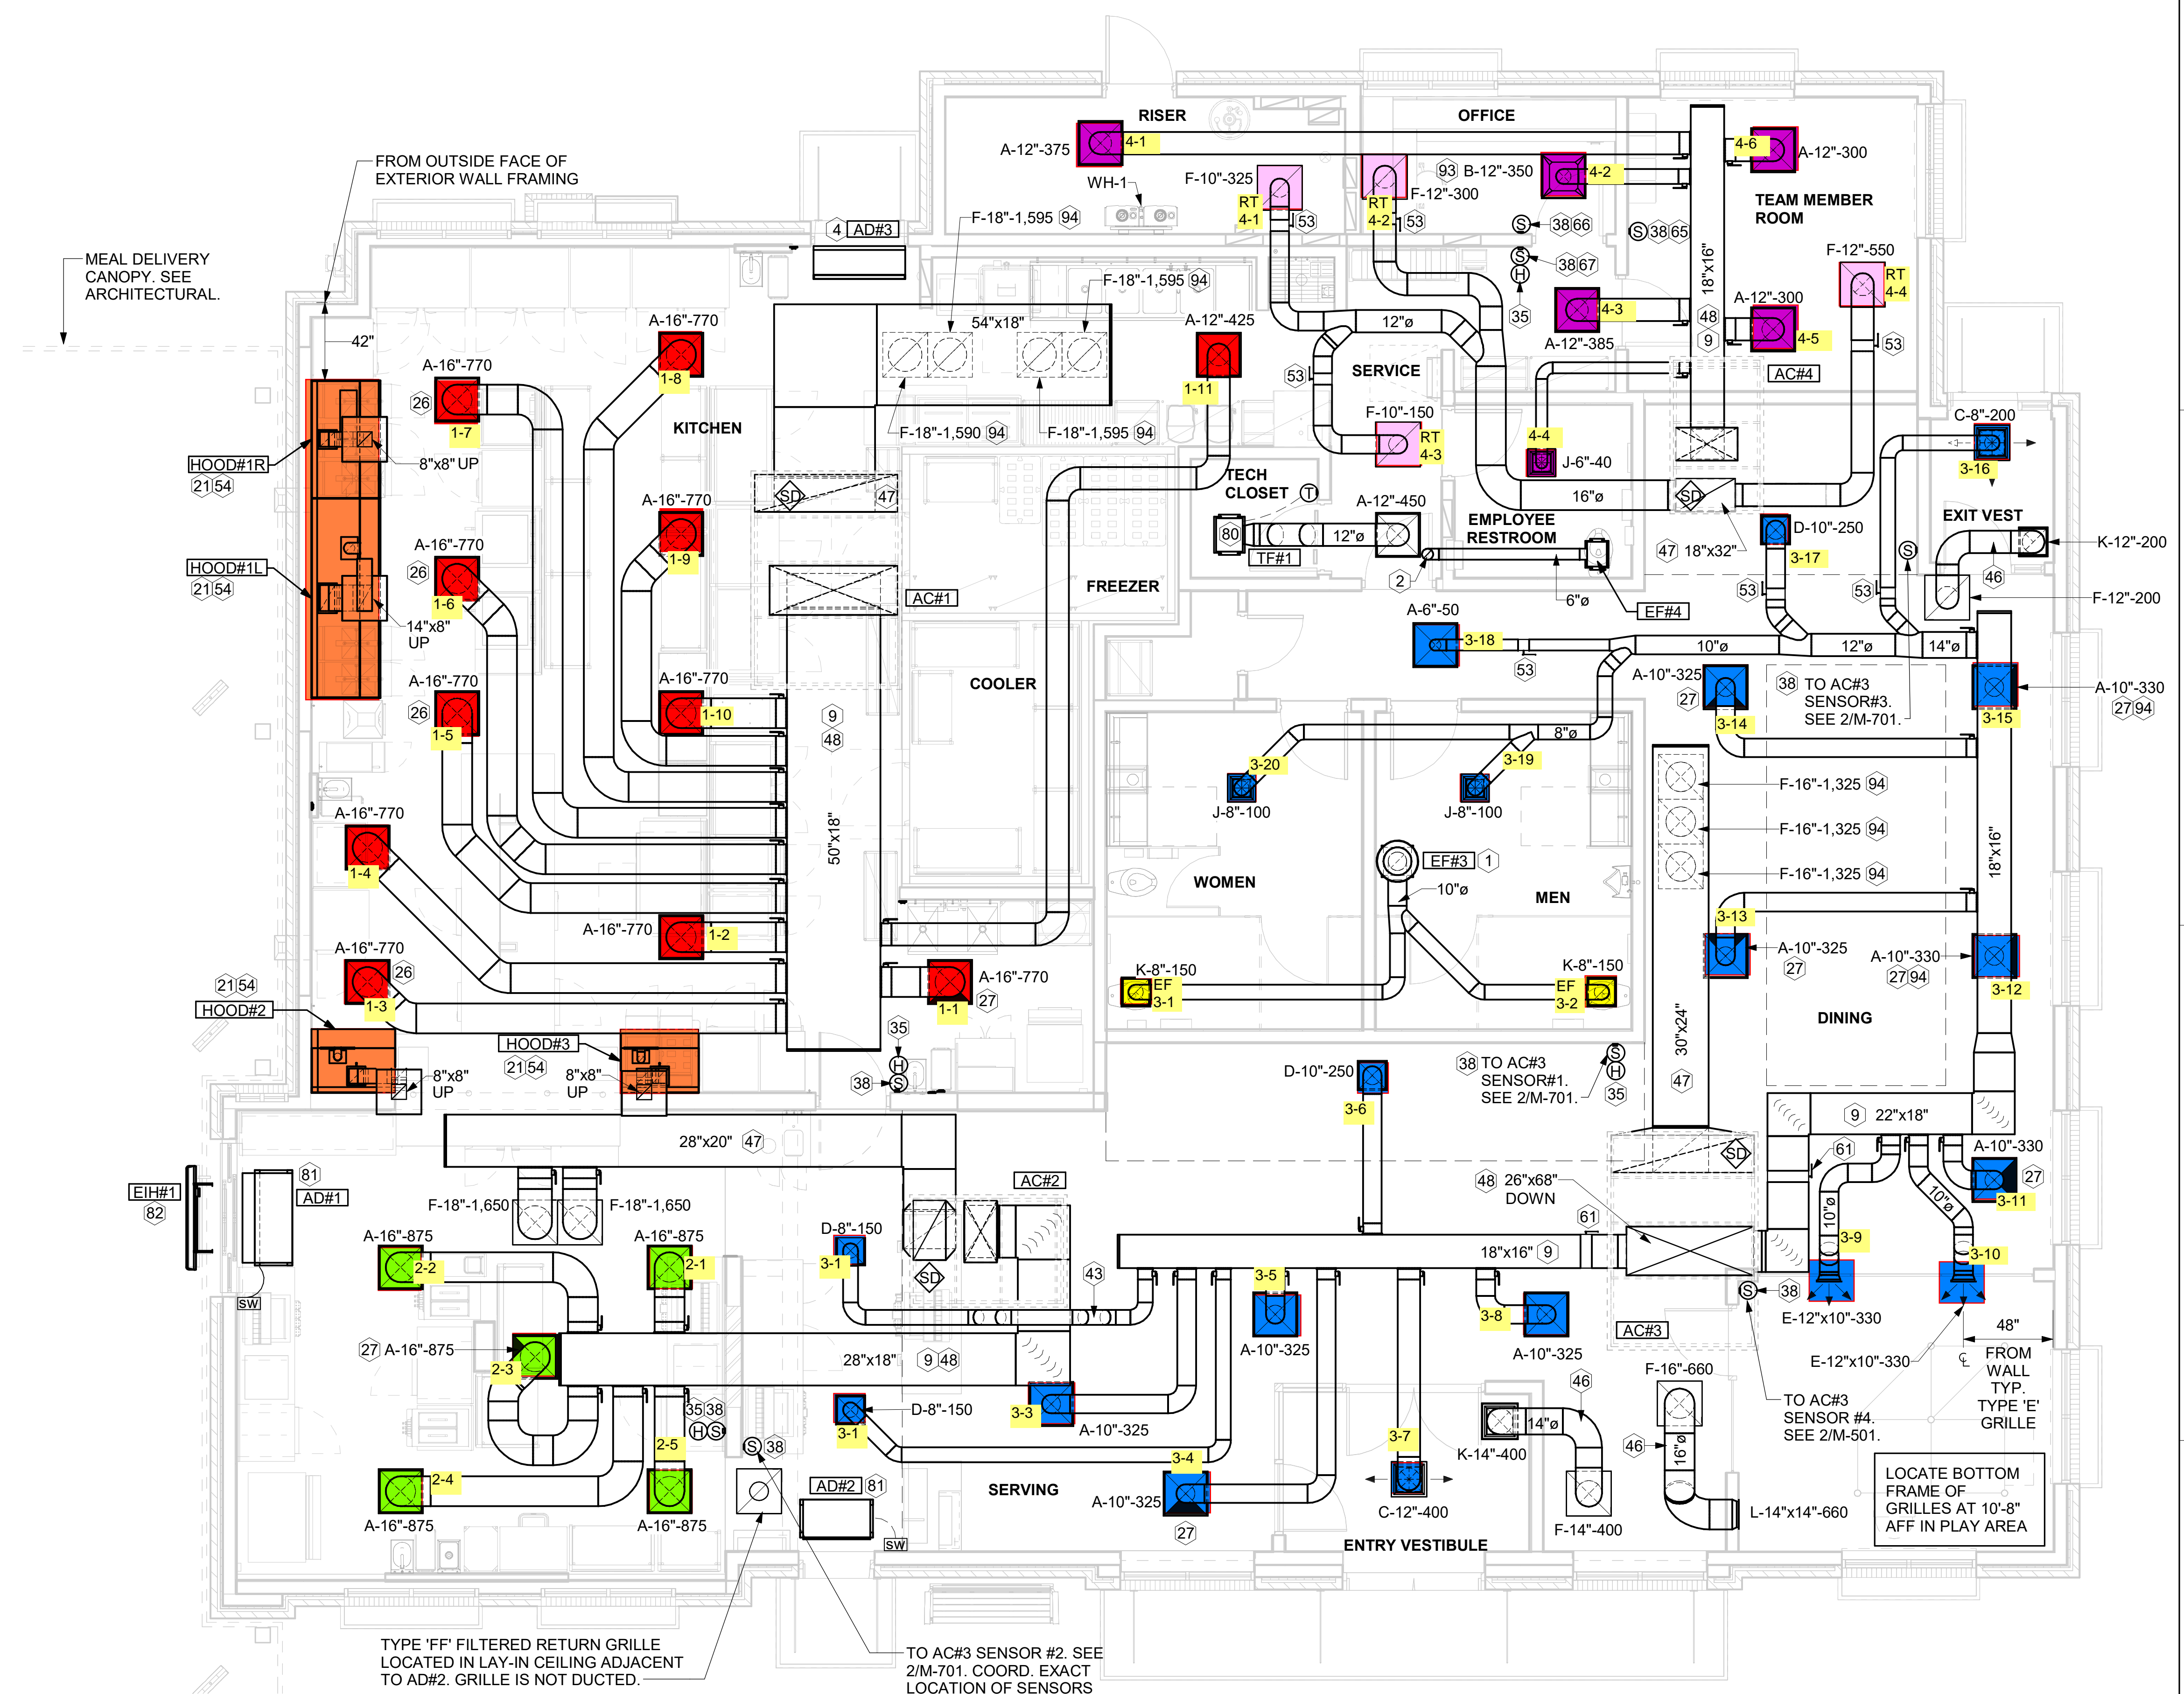 RISER
OFFICE
A-12"-375
4-1
4-6
A-12"-300
FROM OUTSIDE FACE OF
EXTERIOR WALL FRAMING
WH-1
F-10"-325
RT
4-1
53
F-12"-300
RT
4-2
53
93
B-12"-350
4-2
TEAM MEMBER
ROOM
F-18"-1,595 94
4 AD#3
38 66
S 38 65
S
MEAL DELIVERY
CANOPY. SEE
ARCHITECTURAL.
F-18"-1,595 94
S
H
38 67
35
F-12"-550
RT
4-4
18"x16"
A-12"-300
4-3
A-12"-385
48
9
4-5
53
42"
A-16"-770
1-8
54"x18"
A-12"-425
1-11
12"ø
53
SERVICE
AC#4
A-16"-770
26
1-7
KITCHEN
F-18"-1,590 94
F-18"-1,595 94
F-10"-150
RT
4-3
4-4
J-6"-40
C-8"-200
3-16
HOOD#1R
21 54
8"x8" UP
A-16"-770
1-9
SD
47
TECH
CLOSET
T
A-12"-450
16"ø
SD
EXIT VEST
A-16"-770
26
1-6
80
TF#1
12"ø
EMPLOYEE
RESTROOM
47 18"x32"
D-10"-250
3-17
S
K-12"-200
46
HOOD#1L
21 54
14"x8"
UP
AC#1
FREEZER
2
6"ø
EF#4
53
53
F-12"-200
A-6"-50
3-18
53
10"ø
12"ø
14"ø
A-16"-770
26
1-5
A-16"-770
1-10
COOLER
9
48
A-10"-325
27
3-14
38 TO AC#3
SENSOR#3.
SEE 2/M-701.
A-10"-330
27 94
3-15
8"ø
3-20
J-8"-100
3-19
J-8"-100
F-16"-1,325 94
F-16"-1,325 94
F-16"-1,325 94
A-16"-770
1-4
50"x18"
18"x16"
EF#3 1
WOMEN
10"ø
MEN
A-16"-770
1-2
3-13
A-10"-325
27
A-10"-330
27 94
3-12
A-16"-770
26
1-3
A-16"-770
27
1-1
K-8"-150
EF
3-1
K-8"-150
EF
3-2
DINING
30"x24"
47
21 54
HOOD#2
HOOD#3
21 54
8"x8"
UP
8"x8"
UP
35
H
38 S
D-10"-250
3-6
38 TO AC#3
SENSOR#1.
SEE 2/M-701.
S
H
35
28"x20" 47
9 22"x18"
SD
61
A-10"-330
27
3-11
EIH#1
82
81
AD#1
SW
AC#2
F-18"-1,650
F-18"-1,650
48 26"x68"
DOWN
61
10"ø
10"ø
3-9
3-10
A-16"-875
2-2
A-16"-875
2-1
D-8"-150
3-1
SD
43
18"x16" 9
3-5
A-10"-325
3-8
A-10"-325
S 38
AC#3
E-12"x10"-330
48"
FROM
WALL
TYP.
TYPE 'E'
GRILLE
E-12"x10"-330
27 A-16"-875
2-3
28"x18" 9 48
F-16"-660
TO AC#3
SENSOR #4.
SEE 2/M-501.
35 38
H S
2-5
S 38
D-8"-150
3-1
3-3
A-10"-325
46
14"ø
K-14"-400
46
16"ø
3-7
C-12"-400
2-4
A-16"-875
A-16"-875
AD#2 81
SW
SERVING
3-4
A-10"-325
27
F-14"-400
L-14"x14"-660
LOCATE BOTTOM
FRAME OF
GRILLES AT 10'-8"
AFF IN PLAY AREA
ENTRY VESTIBULE
TYPE 'FF' FILTERED RETURN GRILLE
LOCATED IN LAY-IN CEILING ADJACENT
TO AD#2. GRILLE IS NOT DUCTED.
TO AC#3 SENSOR #2. SEE
2/M-701. COORD. EXACT
LOCATION OF SENSORS